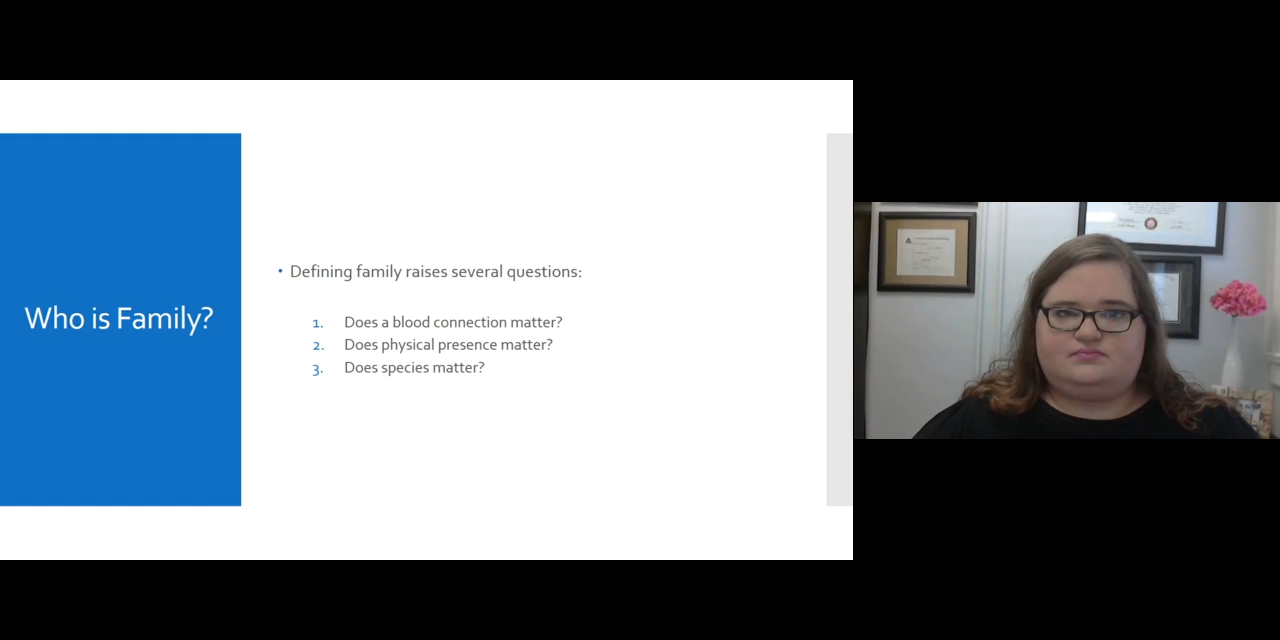 Who is Family?
• Defining family raises several questions:
1. Does a blood connection matter?
2. Does physical presence matter?
3. Does species matter?